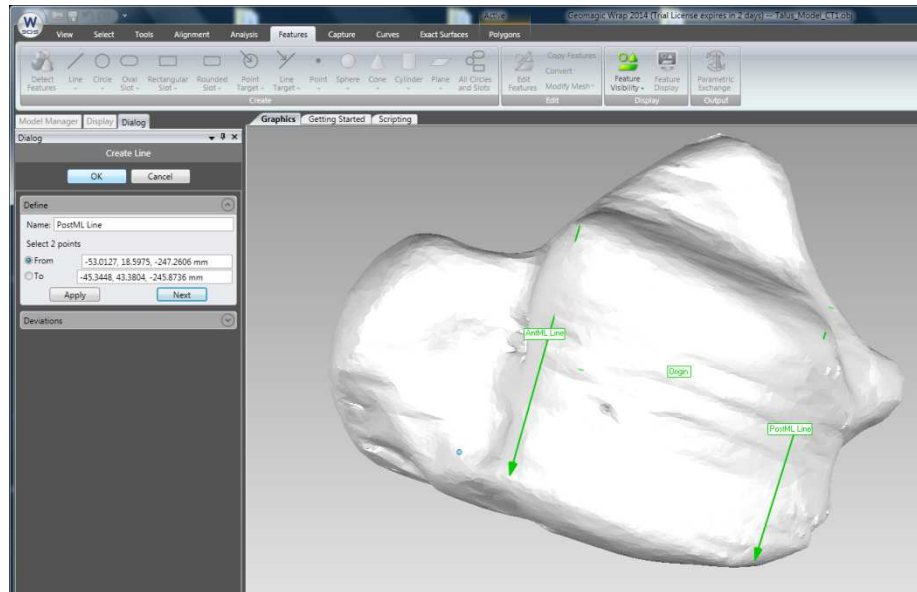 Active
Geomagic Wrap 2014 (Trial License expires in 2 days) -- Talus_Model_CT1.obj
W
3DS
View Select Tools Alignment Analysis Features Capture Curves Exact Surfaces Polygons
Detect Features
Line
Circle
Oval Slot
Rectangular Slot
Rounded Slot
Point Target
Line Target
Point
Sphere
Cone
Cylinder
Plane
All Circles and Slots
Create
Edit Features
Copy Features
Convert
Modify Mesh
Edit
Feature Visibility
Feature Display
Display
Parametric Exchange
Output
Model Manager Display Dialog
Graphics Getting Started Scripting
Dialog
Create Line
OK Cancel
Define
Name: PostML Line
Select 2 points
From -53.0127, 18.5975, -247.2606 mm
To -45.3448, 43.3804, -245.8736 mm
Apply Next
Deviations
AntML Line
Origin
PostML Line